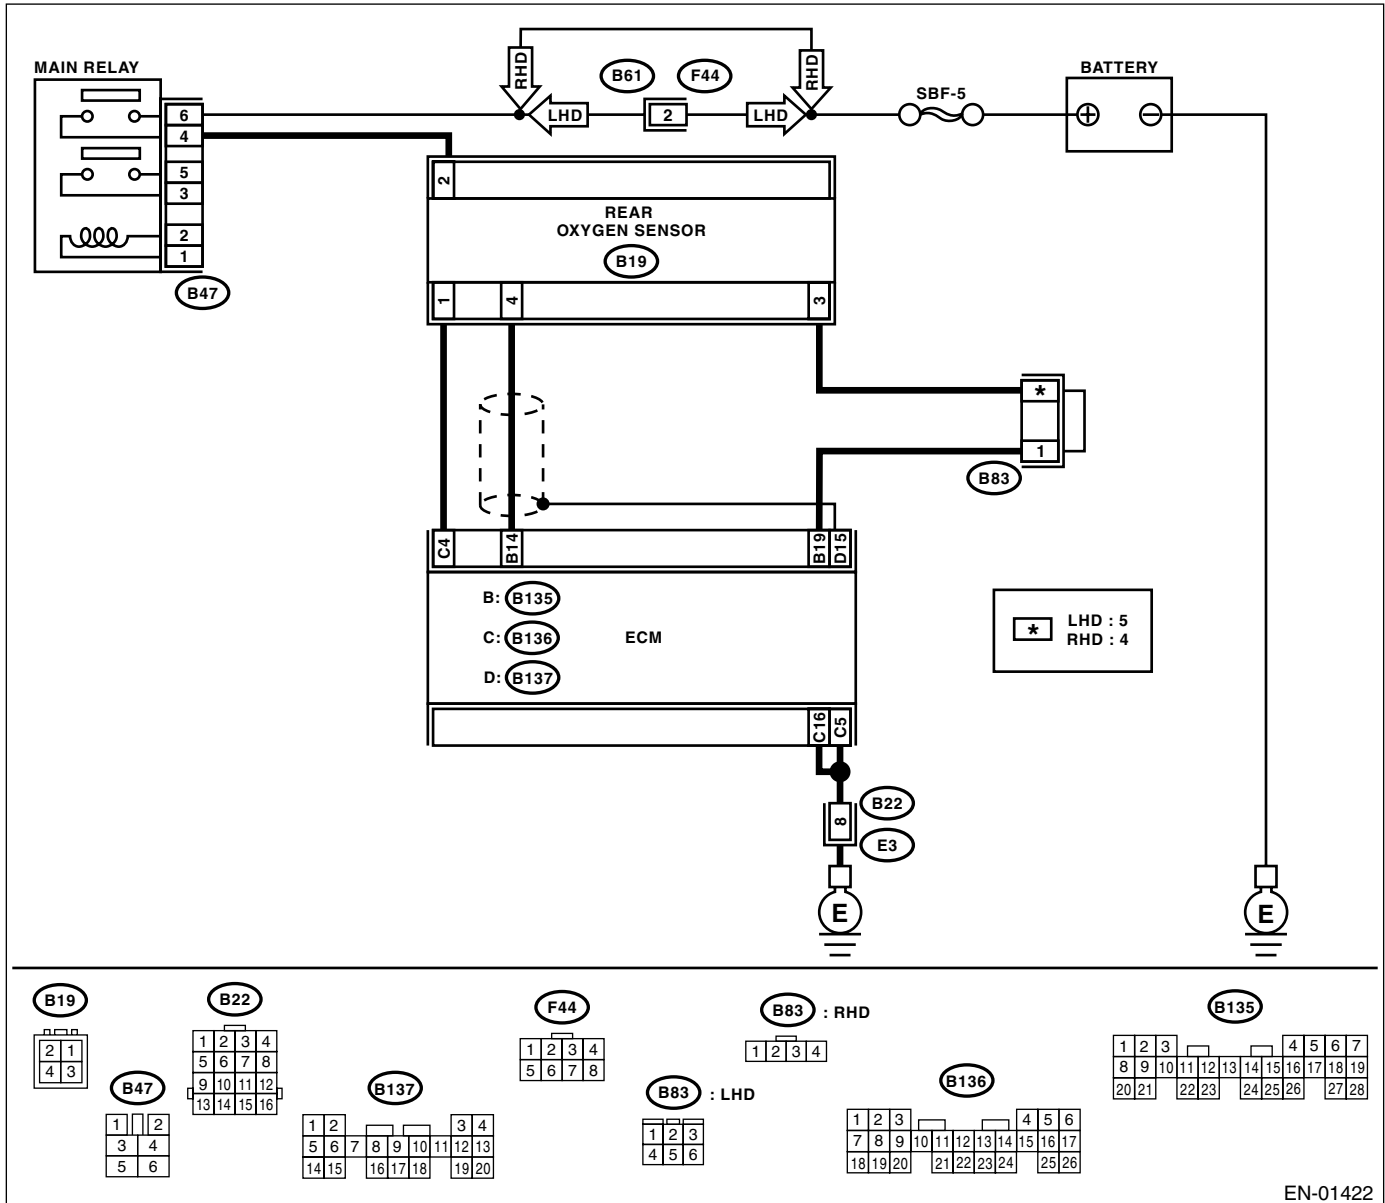 MAIN RELAY
6
4
5
3
2
1
B47
RHD
LHD
B61
2
F44
LHD
RHD
SBF-5
BATTERY
+ −
2
REAR
OXYGEN SENSOR
B19
1 4 3
*
1
B83
C4 B14 B19 D15
B: B135
C: B136
D: B137
ECM
* LHD : 5
RHD : 4
C16 C5
8
B22
E3
E
E
B19
2 1
4 3
B47
1 2
3 4
5 6
B22
1 2 3 4
5 6 7 8
9 10 11 12
13 14 15 16
B137
1 2 3 4
5 6 7 8 9 10 11 12 13
14 15 16 17 18 19 20
F44
1 2 3 4
5 6 7 8
B83 : LHD
1 2 3
4 5 6
B83 : RHD
1 2 3 4
B136
1 2 3 4 5 6
7 8 9 10 11 12 13 14 15 16 17
18 19 20 21 22 23 24 25 26
B135
1 2 3 4 5 6 7
8 9 10 11 12 13 14 15 16 17 18 19
20 21 22 23 24 25 26 27 28
EN-01422